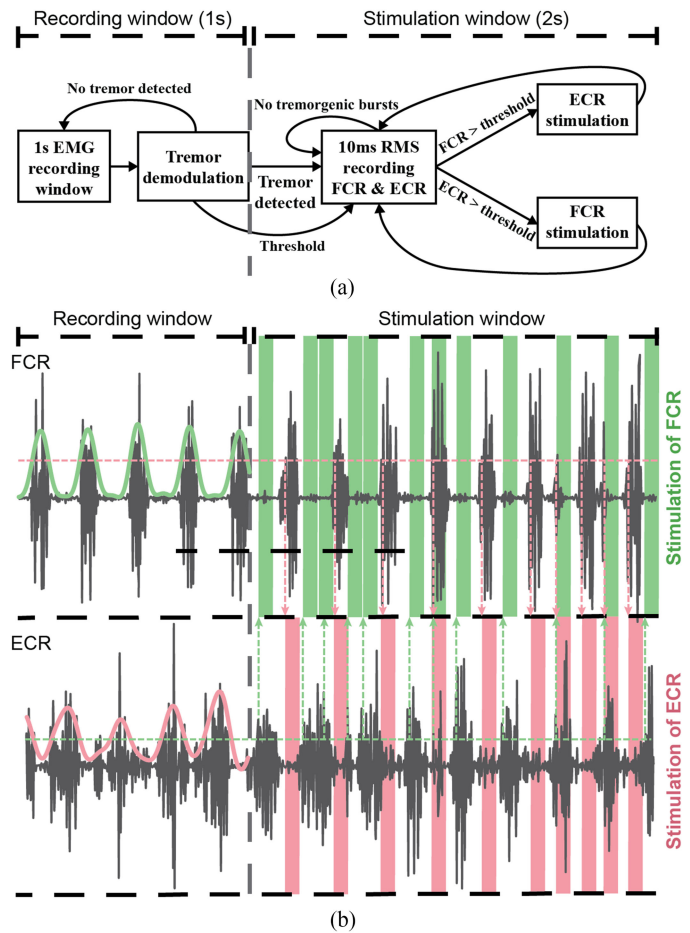 Recording window (1s)
Stimulation window (2s)
No tremor detected
No tremorgenic bursts
1s EMG
recording
window
Tremor
demodulation
Tremor
detected
Threshold
10ms RMS
recording
FCR & ECR
FCR > threshold
ECR > threshold
ECR
stimulation
FCR
stimulation
(a)
Recording window
Stimulation window
FCR
Stimulation of FCR
ECR
Stimulation of ECR
(b)